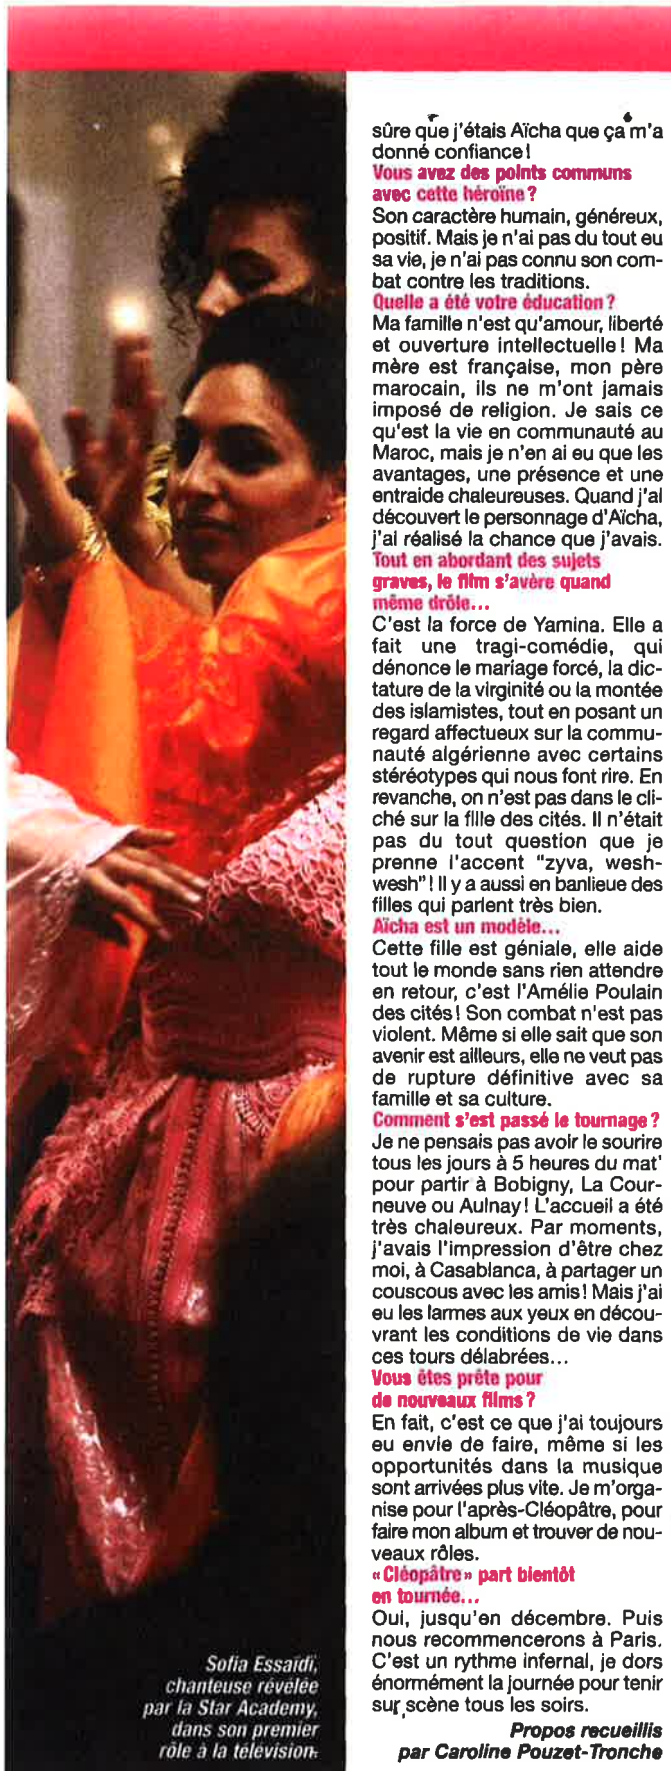 sûre que j'étais Aïcha que ça m'a
donné confiance !
Vous avez des points communs
avec cette héroïne ?
Son caractère humain, généreux,
positif. Mais je n'ai pas du tout eu
sa vie, je n'ai pas connu son com-
bat contre les traditions.
Quelle a été votre éducation ?
Ma famille n'est qu'amour, liberté
et ouverture intellectuelle ! Ma
mère est française, mon père
marocain, ils ne m'ont jamais
imposé de religion. Je sais ce
qu'est la vie en communauté au
Maroc, mais je n'en ai eu que les
avantages, une présence et une
entraide chaleureuses. Quand j'ai
découvert le personnage d'Aïcha,
j'ai réalisé la chance que j'avais.
Tout en abordant des sujets
graves, le film s'avère quand
même drôle...
C'est la force de Yamina. Elle a
fait une tragi-comédie, qui
dénonce le mariage forcé, la dic-
tature de la virginité ou la montée
des islamistes, tout en posant un
regard affectueux sur la commu-
nauté algérienne avec certains
stéréotypes qui nous font rire. En
revanche, on n'est pas dans le cli-
ché sur la fille des cités. Il n'était
pas du tout question que je
prenne l'accent "zyva, wesh-
wesh" ! Il y a aussi en banlieue des
filles qui parlent très bien.
Aïcha est un modèle...
Cette fille est géniale, elle aide
tout le monde sans rien attendre
en retour, c'est l'Amélie Poulain
des cités ! Son combat n'est pas
violent. Même si elle sait que son
avenir est ailleurs, elle ne veut pas
de rupture définitive avec sa
famille et sa culture.
Comment s'est passé le tournage ?
Je ne pensais pas avoir le sourire
tous les jours à 5 heures du mat'
pour partir à Bobigny, La Cour-
neuve ou Aulnay ! L'accueil a été
très chaleureux. Par moments,
j'avais l'impression d'être chez
moi, à Casablanca, à partager un
couscous avec les amis ! Mais j'ai
eu les larmes aux yeux en décou-
vrant les conditions de vie dans
ces tours délabrées...
Vous êtes prête pour
de nouveaux films ?
En fait, c'est ce que j'ai toujours
eu envie de faire, même si les
opportunités dans la musique
sont arrivées plus vite. Je m'orga-
nise pour l'après-Cléopâtre, pour
faire mon album et trouver de nou-
veaux rôles.
« Cléopâtre » part bientôt
en tournée...
Oui, jusqu'en décembre. Puis
nous recommencerons à Paris.
C'est un rythme infernal, je dors
énormément la journée pour tenir
sur scène tous les soirs.
Propos recueillis
par Caroline Pouzet-Tronche
Sofia Essaïdi,
chanteuse révélée
par la Star Academy,
dans son premier
rôle à la télévision.